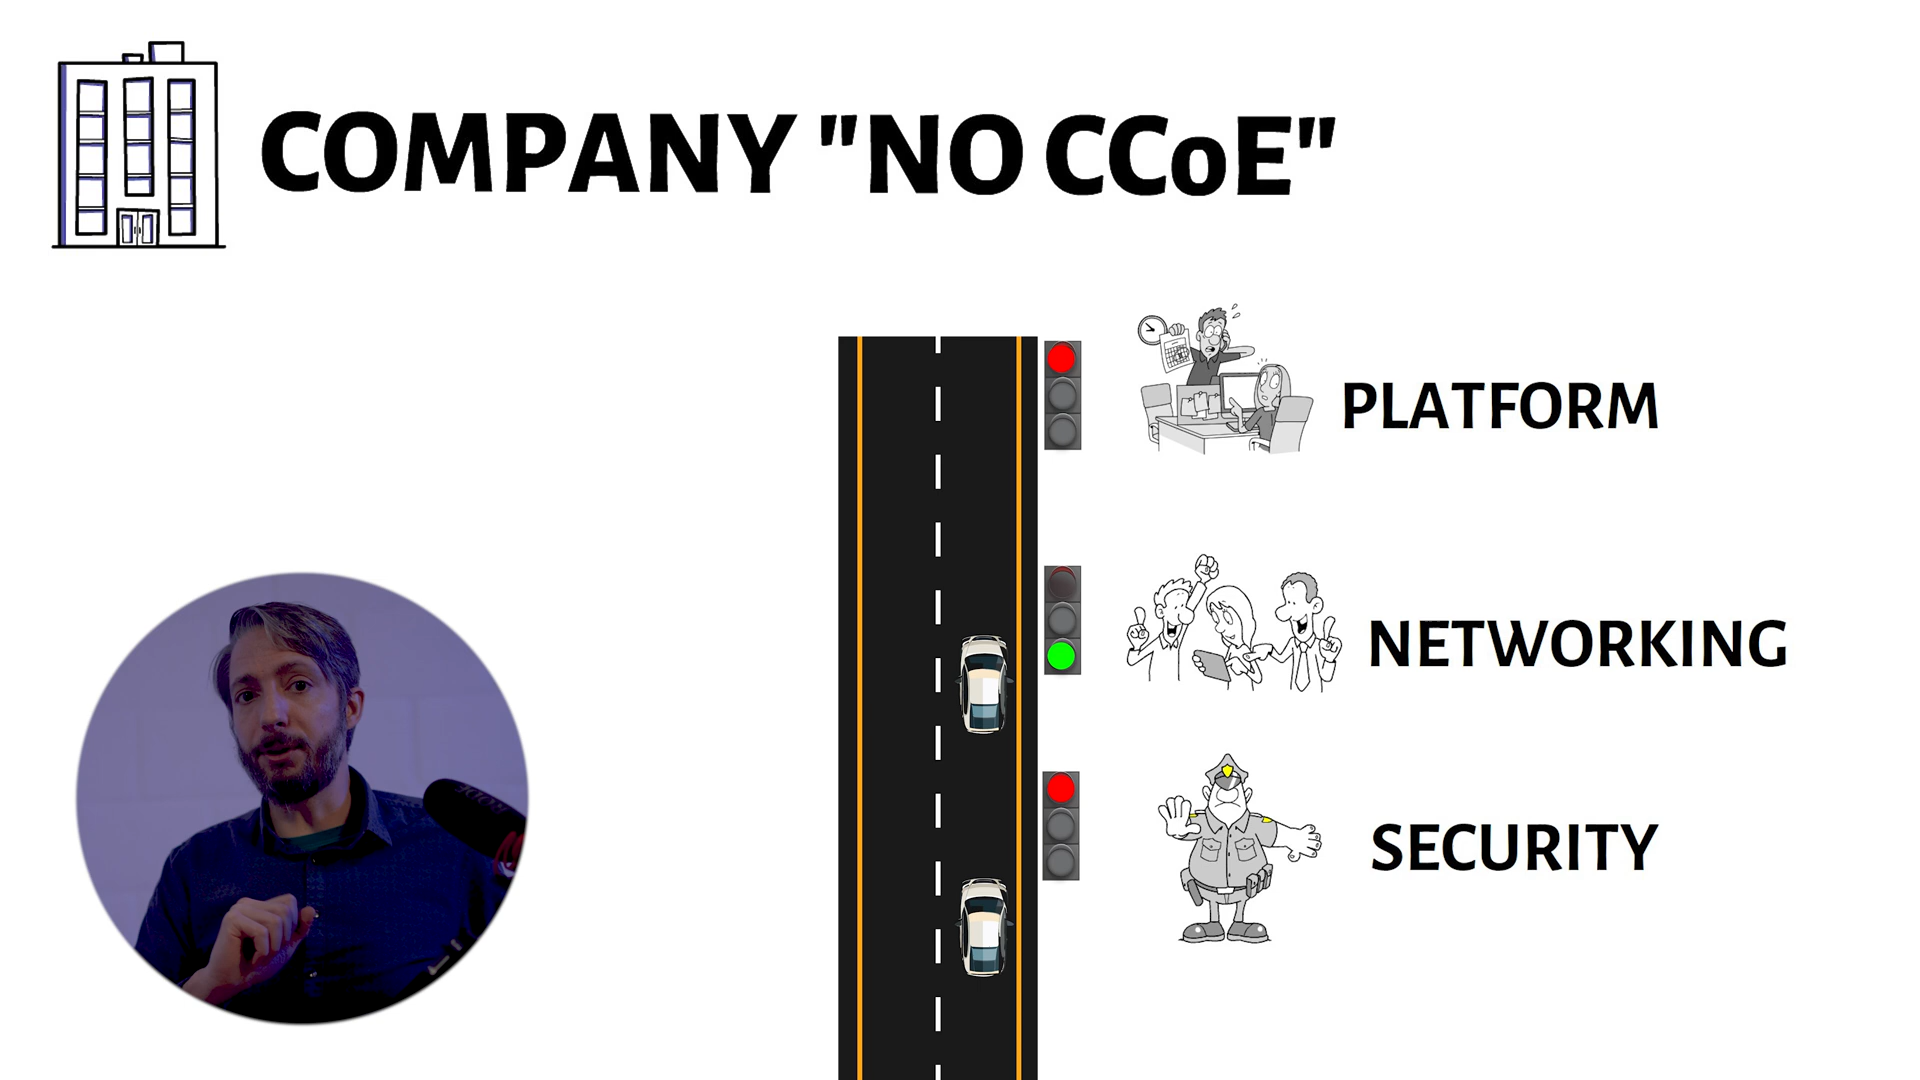 COMPANY "NO CCoE"
PLATFORM
NETWORKING
SECURITY